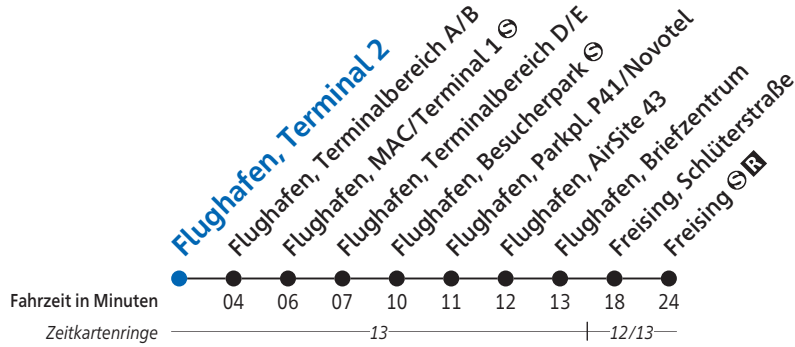 Flughafen, Terminal 2
Flughafen, Terminalbereich A/B
Flughafen, MAC/Terminal 1 S
Flughafen, Terminalbereich D/E
Flughafen, Besucherpark S
Flughafen, Parkpl. P41/Novotel
Flughafen, AirSite 43
Flughafen, Briefzentrum
Freising, Schlüterstraße
Freising S R
Fahrzeit in Minuten 04 06 07 10 11 12 13 18 24
Zeitkartenringe 13 12/13